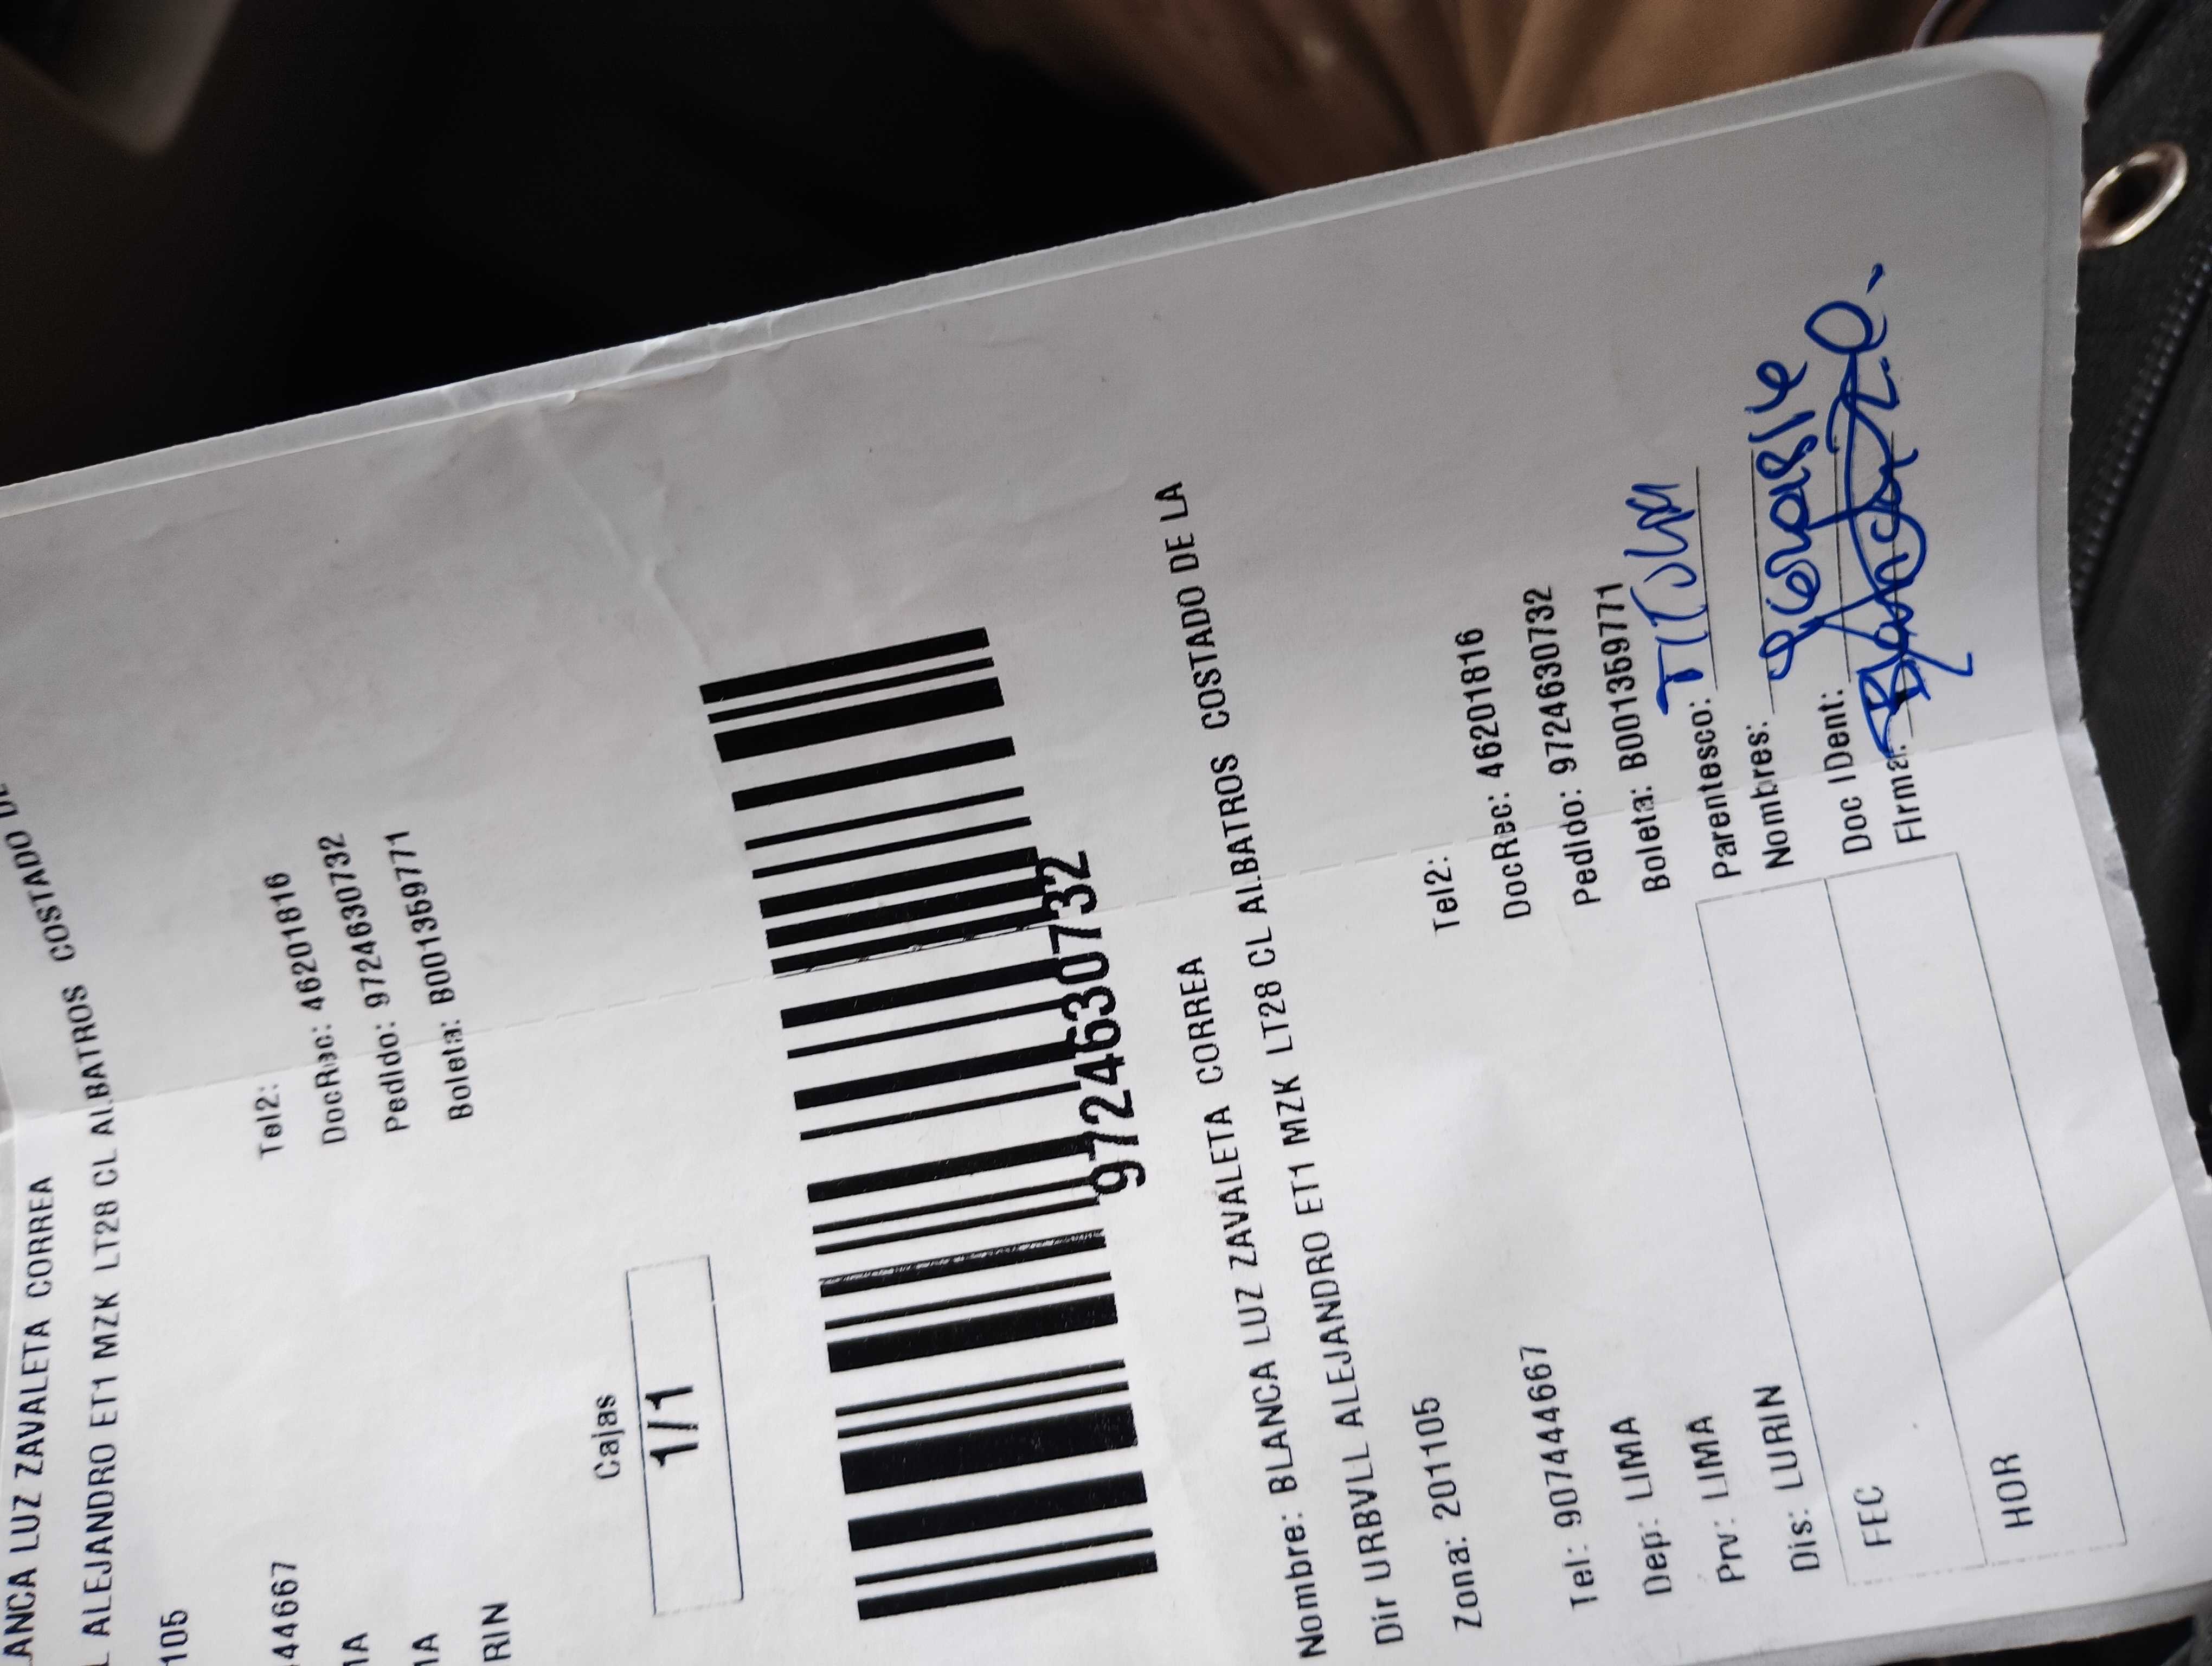 LANCA LUZ ZAVALETA CORREA
ALEJANDRO ET1 MZK LT28 CL ALBATROS COSTADO DE
105
Tel2:
44667
DocRec: 46201816
Pedido: 9724630732
Boleta: B001359771
RIN
Cajas
1/1
9724630732
Nombre: BLANCA LUZ ZAVALETA CORREA
Dir URBVLL ALEJANDRO ET1 MZK LT28 CL ALBATROS COSTADO DE LA
Zona: 201105
Tel2:
Tel: 907444667
DocRec: 46201816
Dep: LIMA
Pedido: 9724630732
Prv: LIMA
Boleta: B001359771
Dis: LURIN
Parentesco:
FEC
Nombres:
HOR
Doc IDent:
Firma: